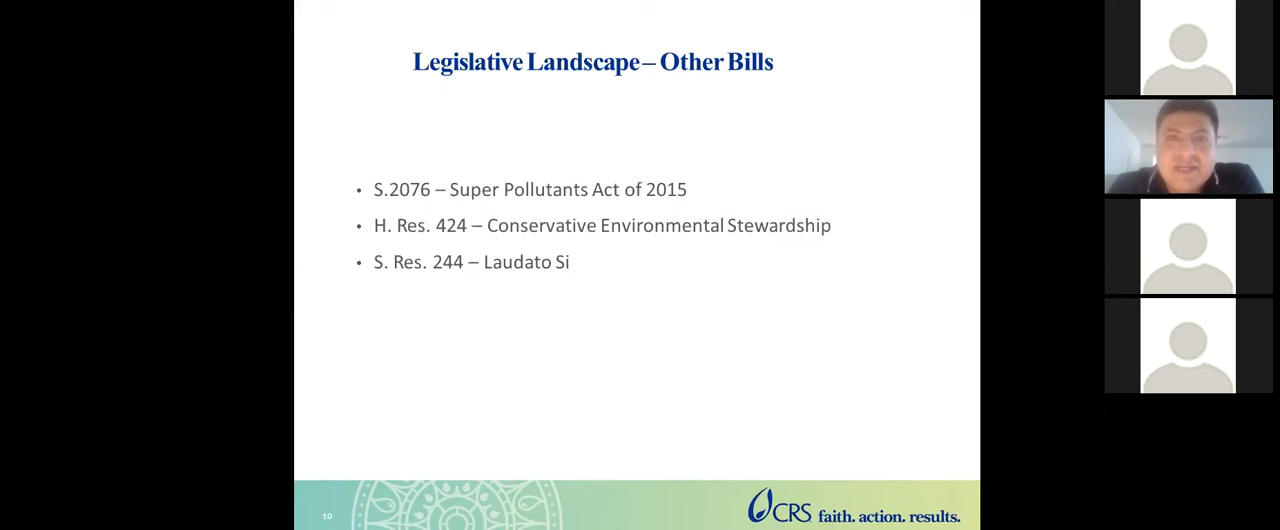 Legislative Landscape – Other Bills
• S.2076 – Super Pollutants Act of 2015
• H. Res. 424 – Conservative Environmental Stewardship
• S. Res. 244 – Laudato Si
10
CRS faith. action. results.